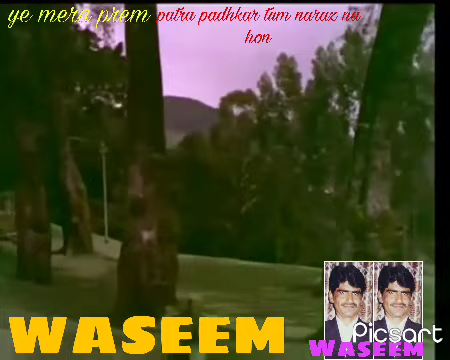 ye mera prem patra padhkar tum naraz na
hon
WASEEM
Picsart
WASEEM